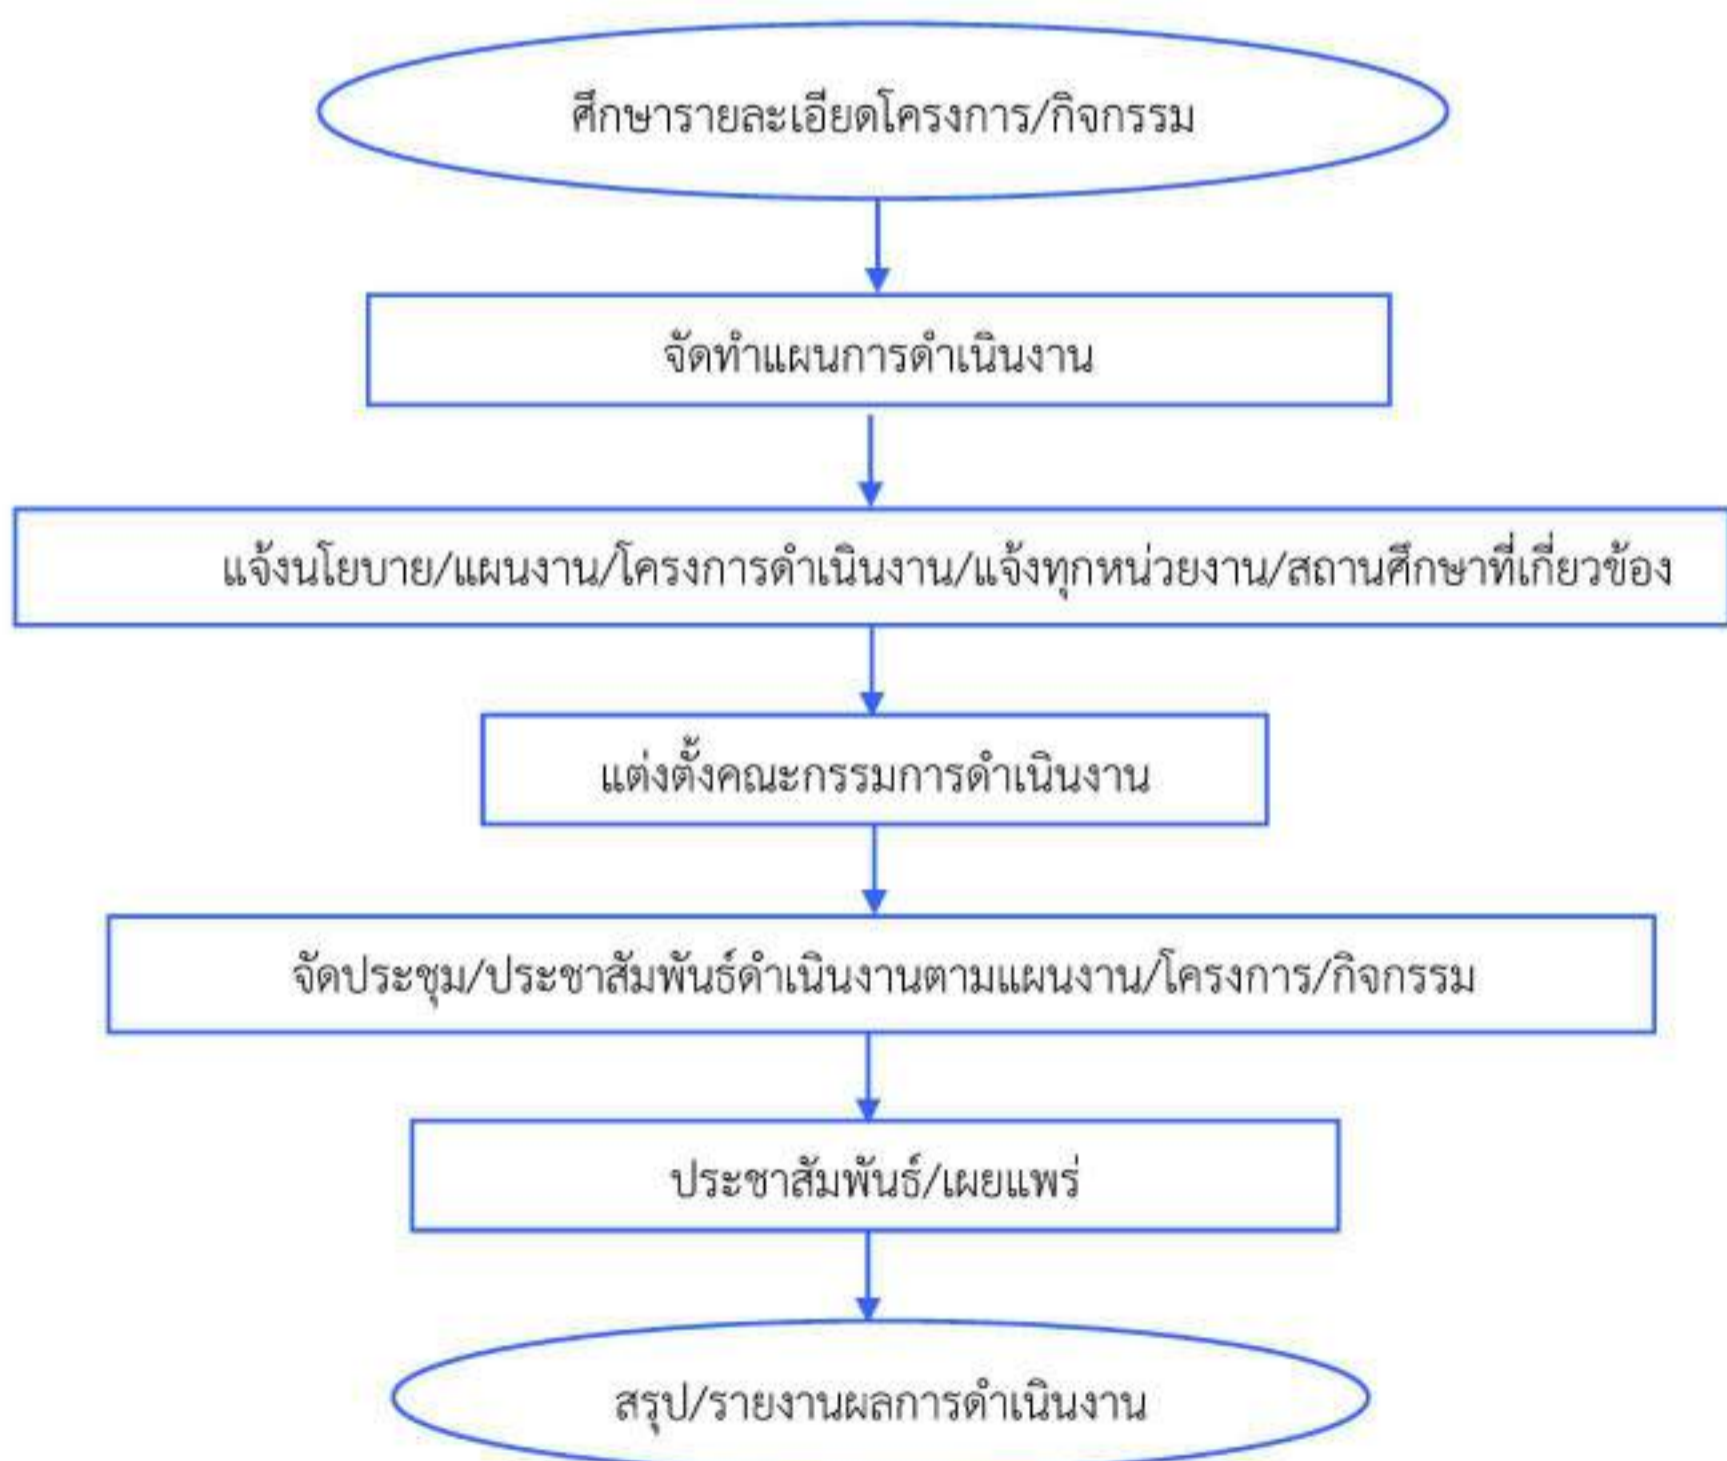 ศึกษารายละเอียดโครงการ/กิจกรรม
จัดทำแผนการดำเนินงาน
แจ้งนโยบาย/แผนงาน/โครงการดำเนินงาน/แจ้งทุกหน่วยงาน/สถานศึกษาที่เกี่ยวข้อง
แต่งตั้งคณะกรรมการดำเนินงาน
จัดประชุม/ประชาสัมพันธ์ดำเนินงานตามแผนงาน/โครงการ/กิจกรรม
ประชาสัมพันธ์/เผยแพร่
สรุป/รายงานผลการดำเนินงาน